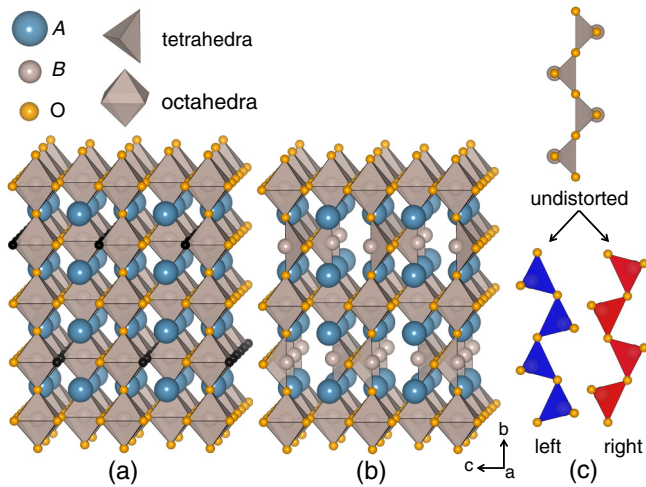 A
tetrahedra
B
O
octahedra
undistorted
left
right
b
c
a
(a)
(b)
(c)